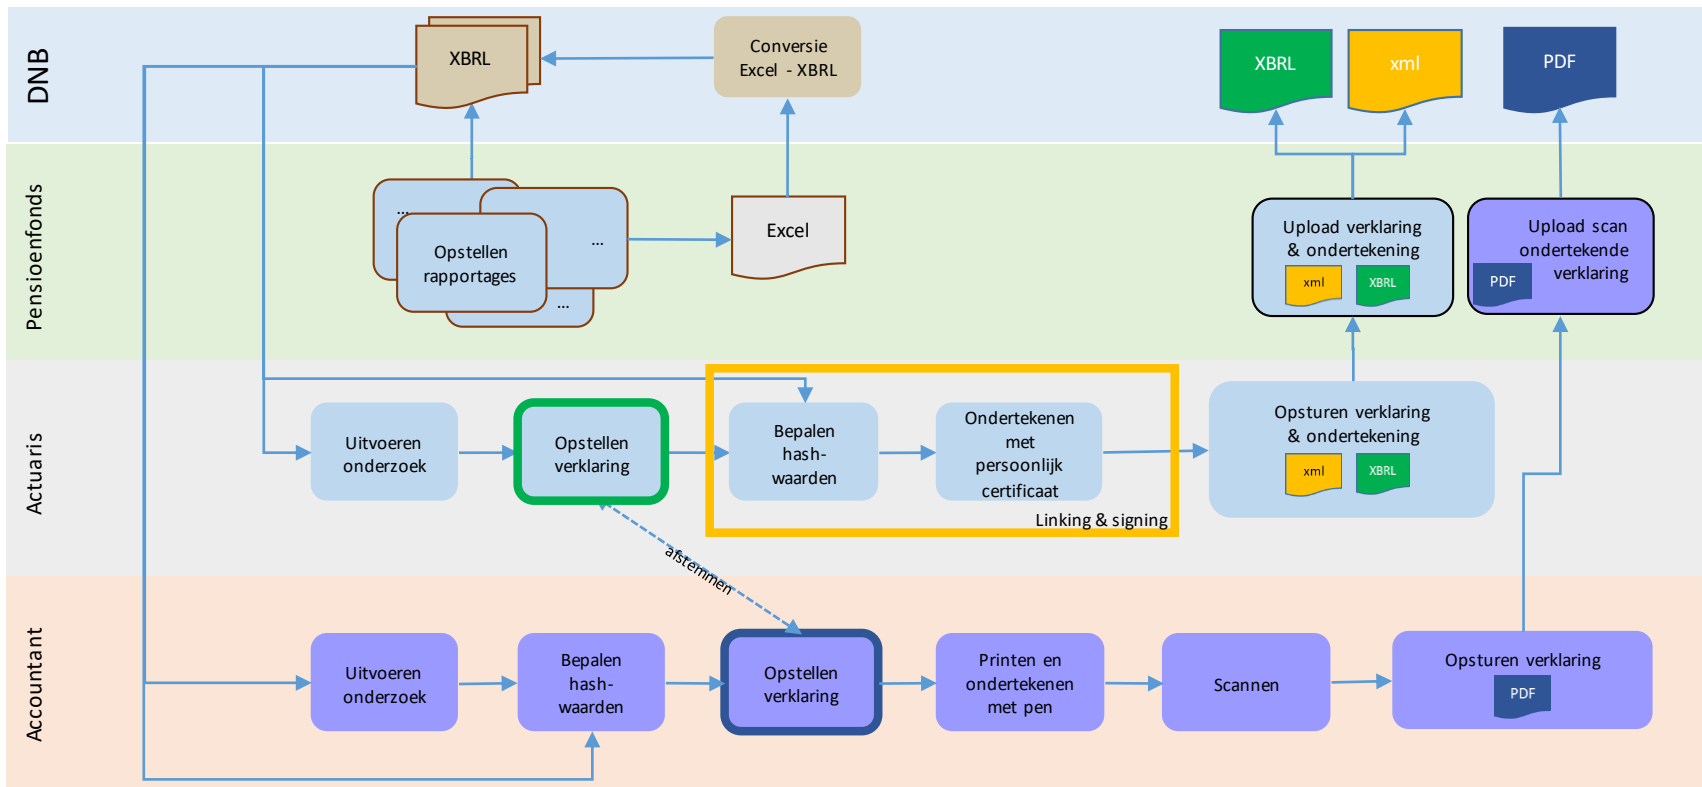 DNB
XBRL
Conversie
Excel - XBRL
XBRL
xml
PDF
Pensioenfonds
...
...
...
Opstellen
rapportages
Excel
Upload verklaring
& ondertekening
xml
XBRL
Upload scan
ondertekende
verklaring
PDF
Actuaris
Uitvoeren
onderzoek
Opstellen
verklaring
Bepalen
hash-
waarden
Ondertekenen
met
persoonlijk
certificaat
Linking & signing
Opsturen verklaring
& ondertekening
xml
XBRL
afstemmen
Accountant
Uitvoeren
onderzoek
Bepalen
hash-
waarden
Opstellen
verklaring
Printen en
ondertekenen
met pen
Scannen
Opsturen verklaring
PDF